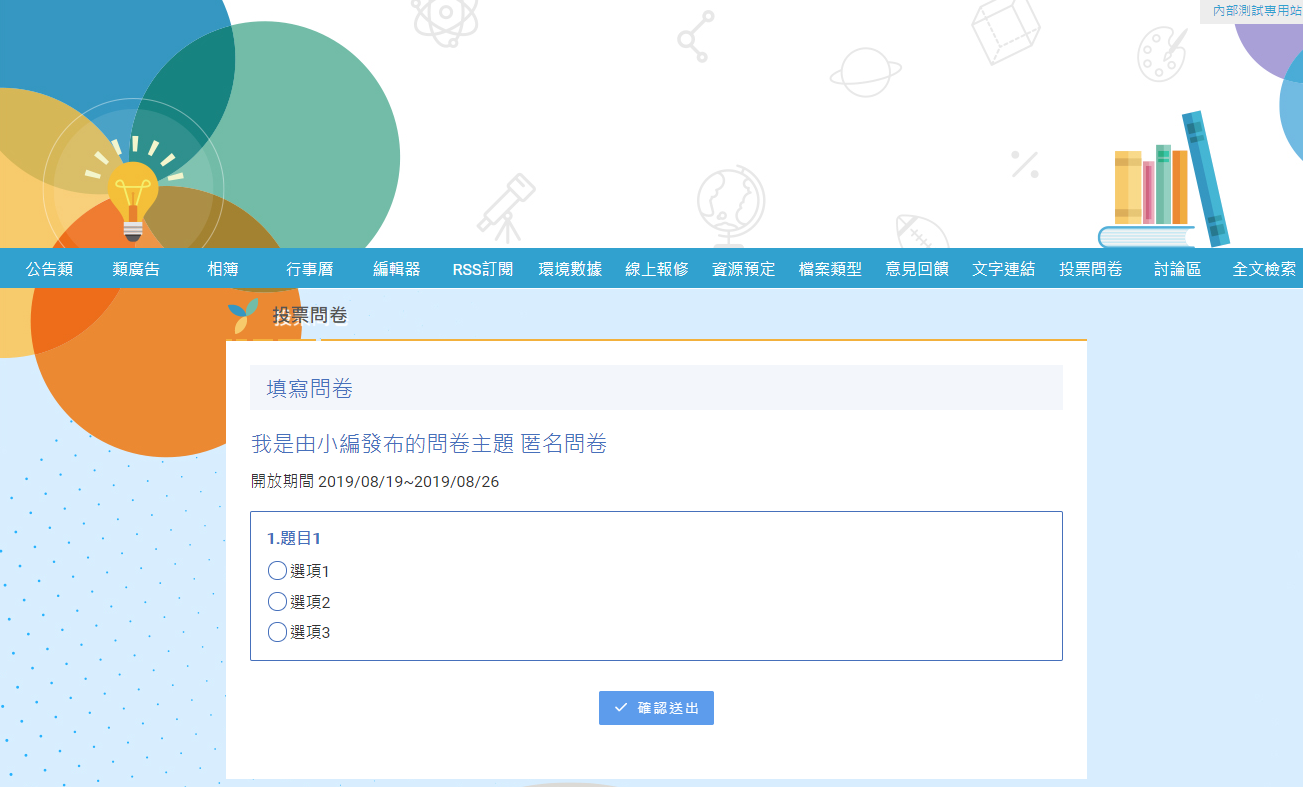 內部測試專用站
公告類 類廣告 相簿 行事曆 編輯器 RSS訂閱 環境數據 線上報修 資源預定 檔案類型 意見回饋 文字連結 投票問卷 討論區 全文檢索
投票問卷
填寫問卷
我是由小編發布的問卷主題 匿名問卷
開放期間 2019/08/19~2019/08/26
1.題目1
選項1
選項2
選項3
確認送出